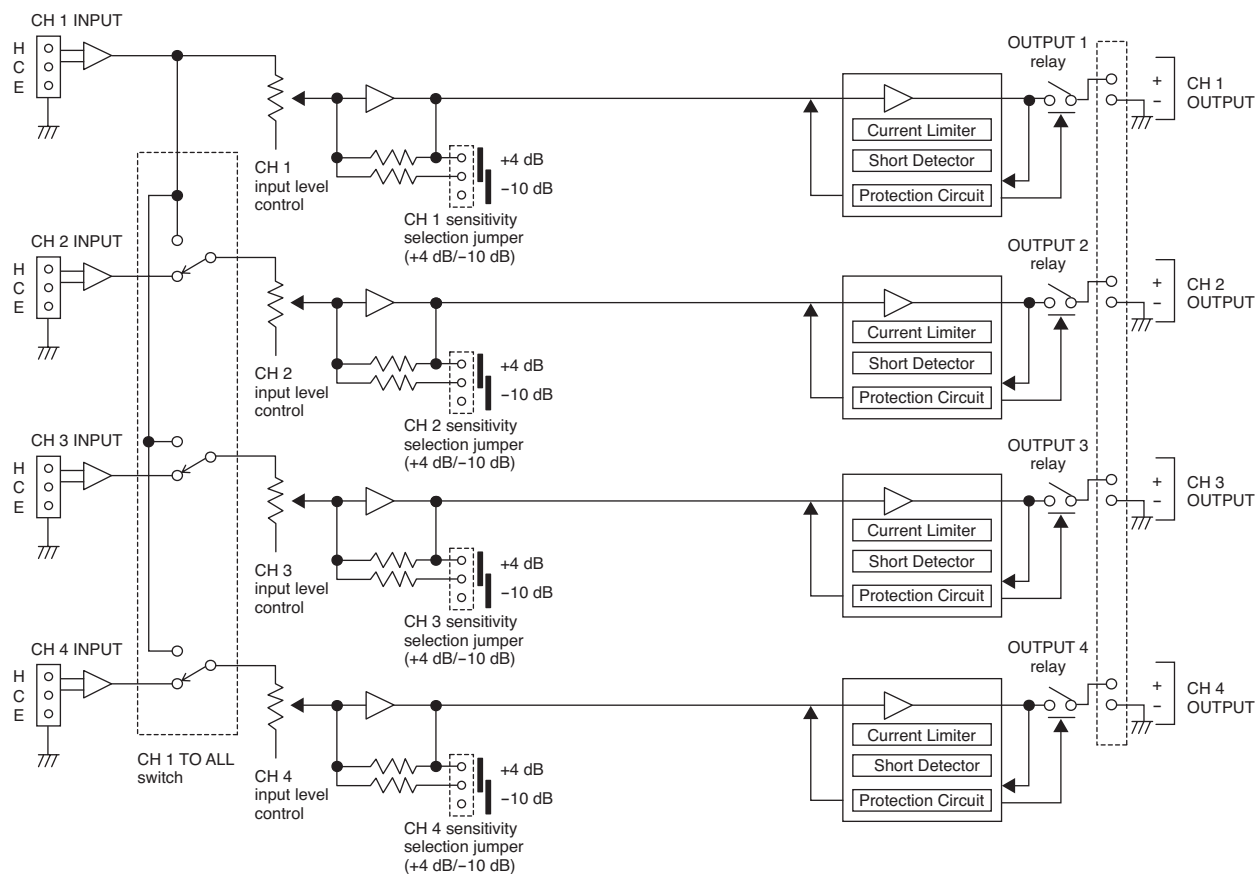 CH 1 INPUT
H
C
E
CH 1
input level
control
+4 dB
−10 dB
CH 1 sensitivity
selection jumper
(+4 dB/−10 dB)
Current Limiter
Short Detector
Protection Circuit
OUTPUT 1
relay
+
−
CH 1
OUTPUT
CH 2 INPUT
H
C
E
CH 2
input level
control
+4 dB
−10 dB
CH 2 sensitivity
selection jumper
(+4 dB/−10 dB)
Current Limiter
Short Detector
Protection Circuit
OUTPUT 2
relay
+
−
CH 2
OUTPUT
CH 3 INPUT
H
C
E
CH 3
input level
control
+4 dB
−10 dB
CH 3 sensitivity
selection jumper
(+4 dB/−10 dB)
Current Limiter
Short Detector
Protection Circuit
OUTPUT 3
relay
+
−
CH 3
OUTPUT
CH 4 INPUT
H
C
E
CH 1 TO ALL
switch
CH 4
input level
control
+4 dB
−10 dB
CH 4 sensitivity
selection jumper
(+4 dB/−10 dB)
Current Limiter
Short Detector
Protection Circuit
OUTPUT 4
relay
+
−
CH 4
OUTPUT